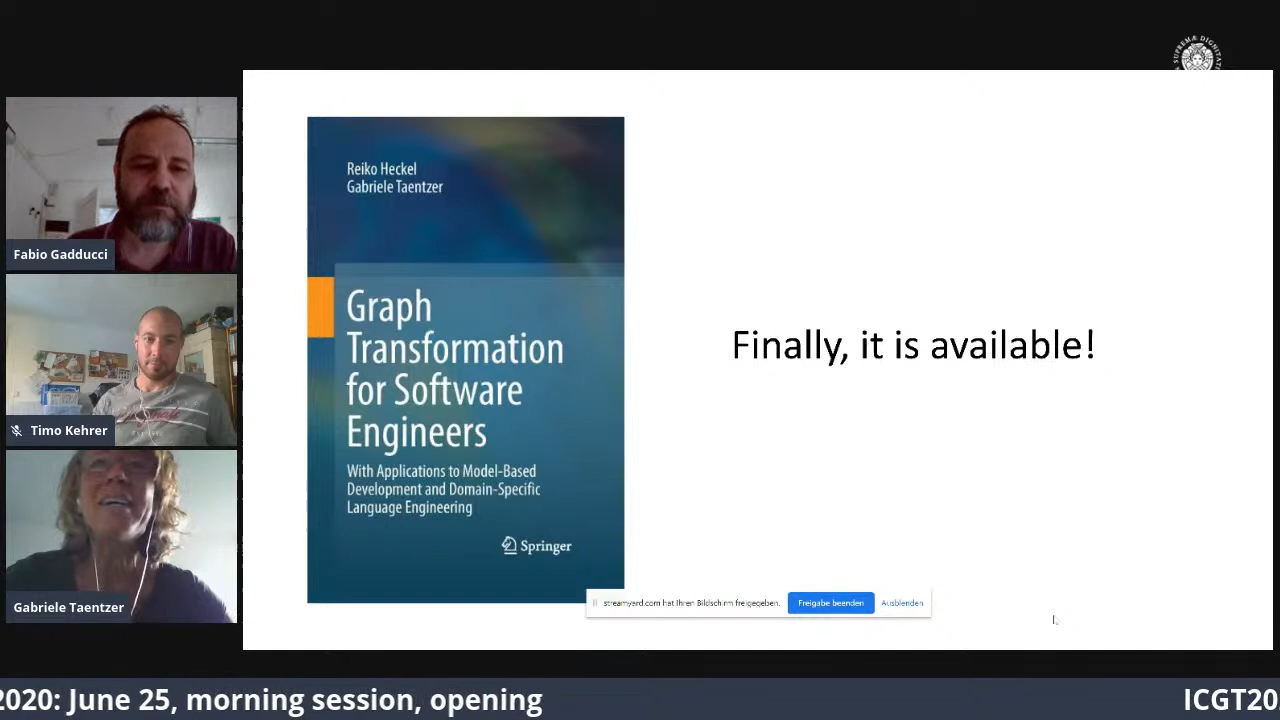 SUPREMÆ DIGNITATIS
Fabio Gadducci
Timo Kehrer
Gabriele Taentzer
Reiko Heckel
Gabriele Taentzer
Graph
Transformation
for Software
Engineers
With Applications to Model-Based
Development and Domain-Specific
Language Engineering
Springer
Finally, it is available!
streamyard.com hat Ihren Bildschirm freigegeben.
Freigabe beenden
Ausblenden
2020: June 25, morning session, opening
ICGT20